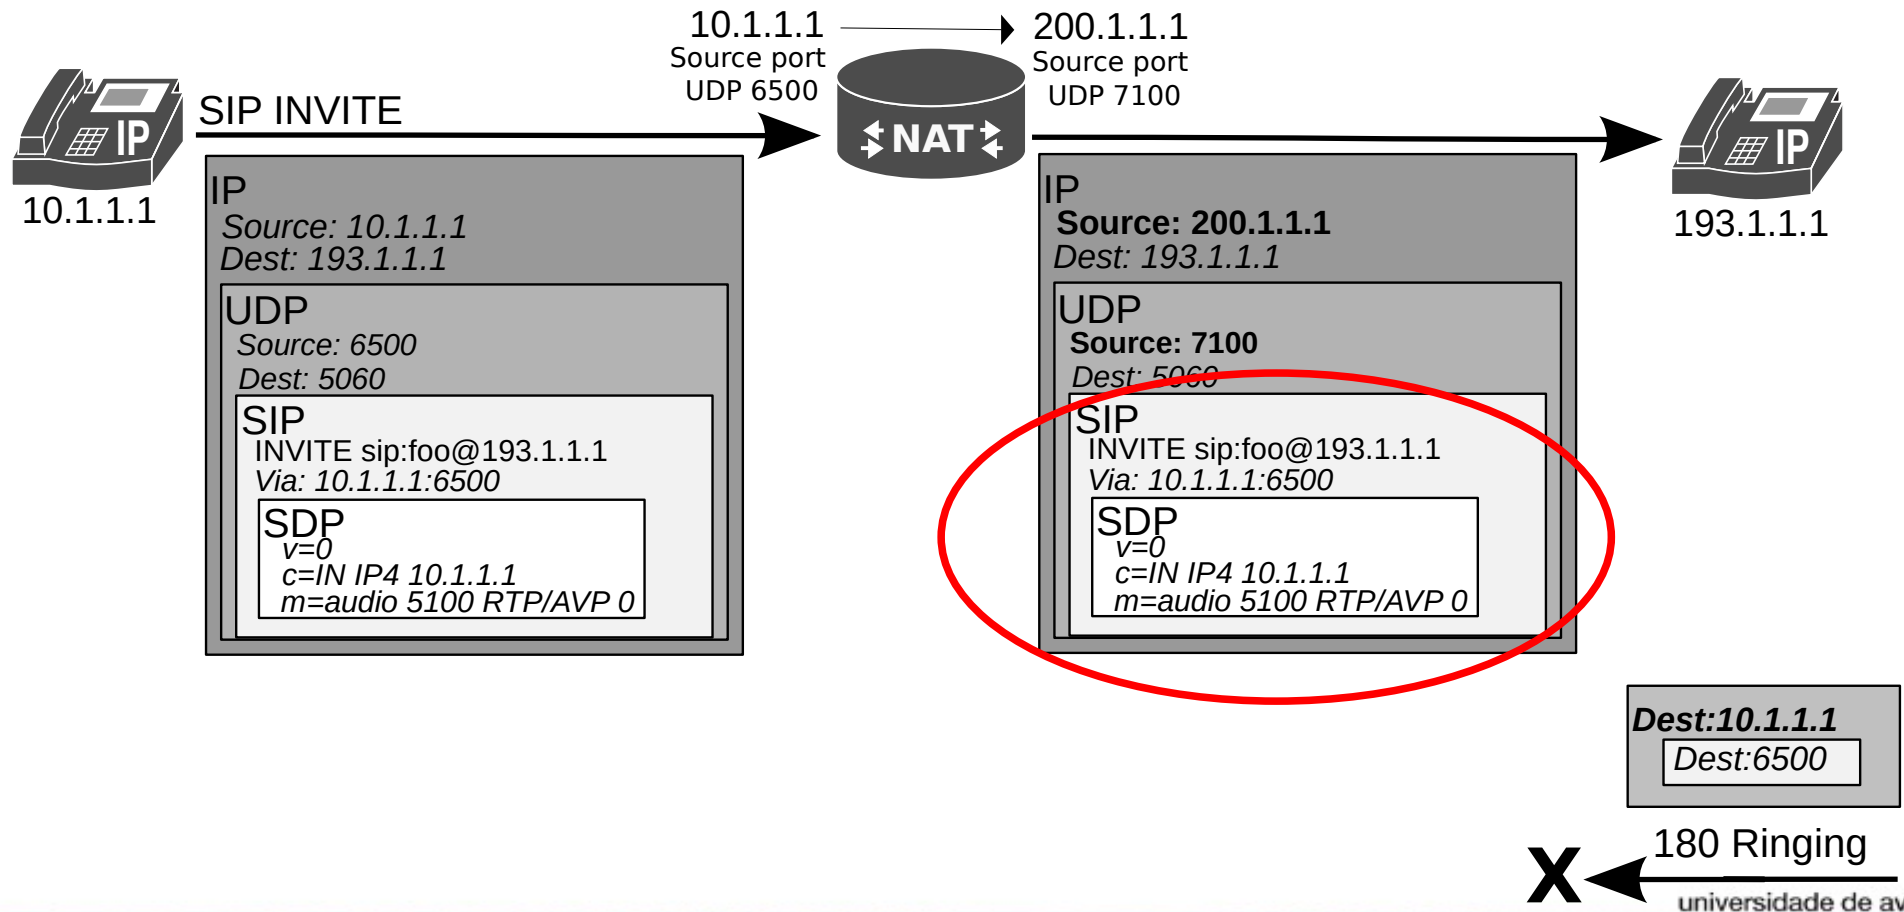 10.1.1.1
Source port
UDP 6500
200.1.1.1
Source port
UDP 7100
SIP INVITE
IP
10.1.1.1
NAT
IP
193.1.1.1
IP
Source: 10.1.1.1
Dest: 193.1.1.1
UDP
Source: 6500
Dest: 5060
SIP
INVITE sip:foo@193.1.1.1
Via: 10.1.1.1:6500
SDP
v=0
c=IN IP4 10.1.1.1
m=audio 5100 RTP/AVP 0
IP
Source: 200.1.1.1
Dest: 193.1.1.1
UDP
Source: 7100
Dest: 5060
SIP
INVITE sip:foo@193.1.1.1
Via: 10.1.1.1:6500
SDP
v=0
c=IN IP4 10.1.1.1
m=audio 5100 RTP/AVP 0
Dest:10.1.1.1
Dest:6500
180 Ringing
X
universidade de